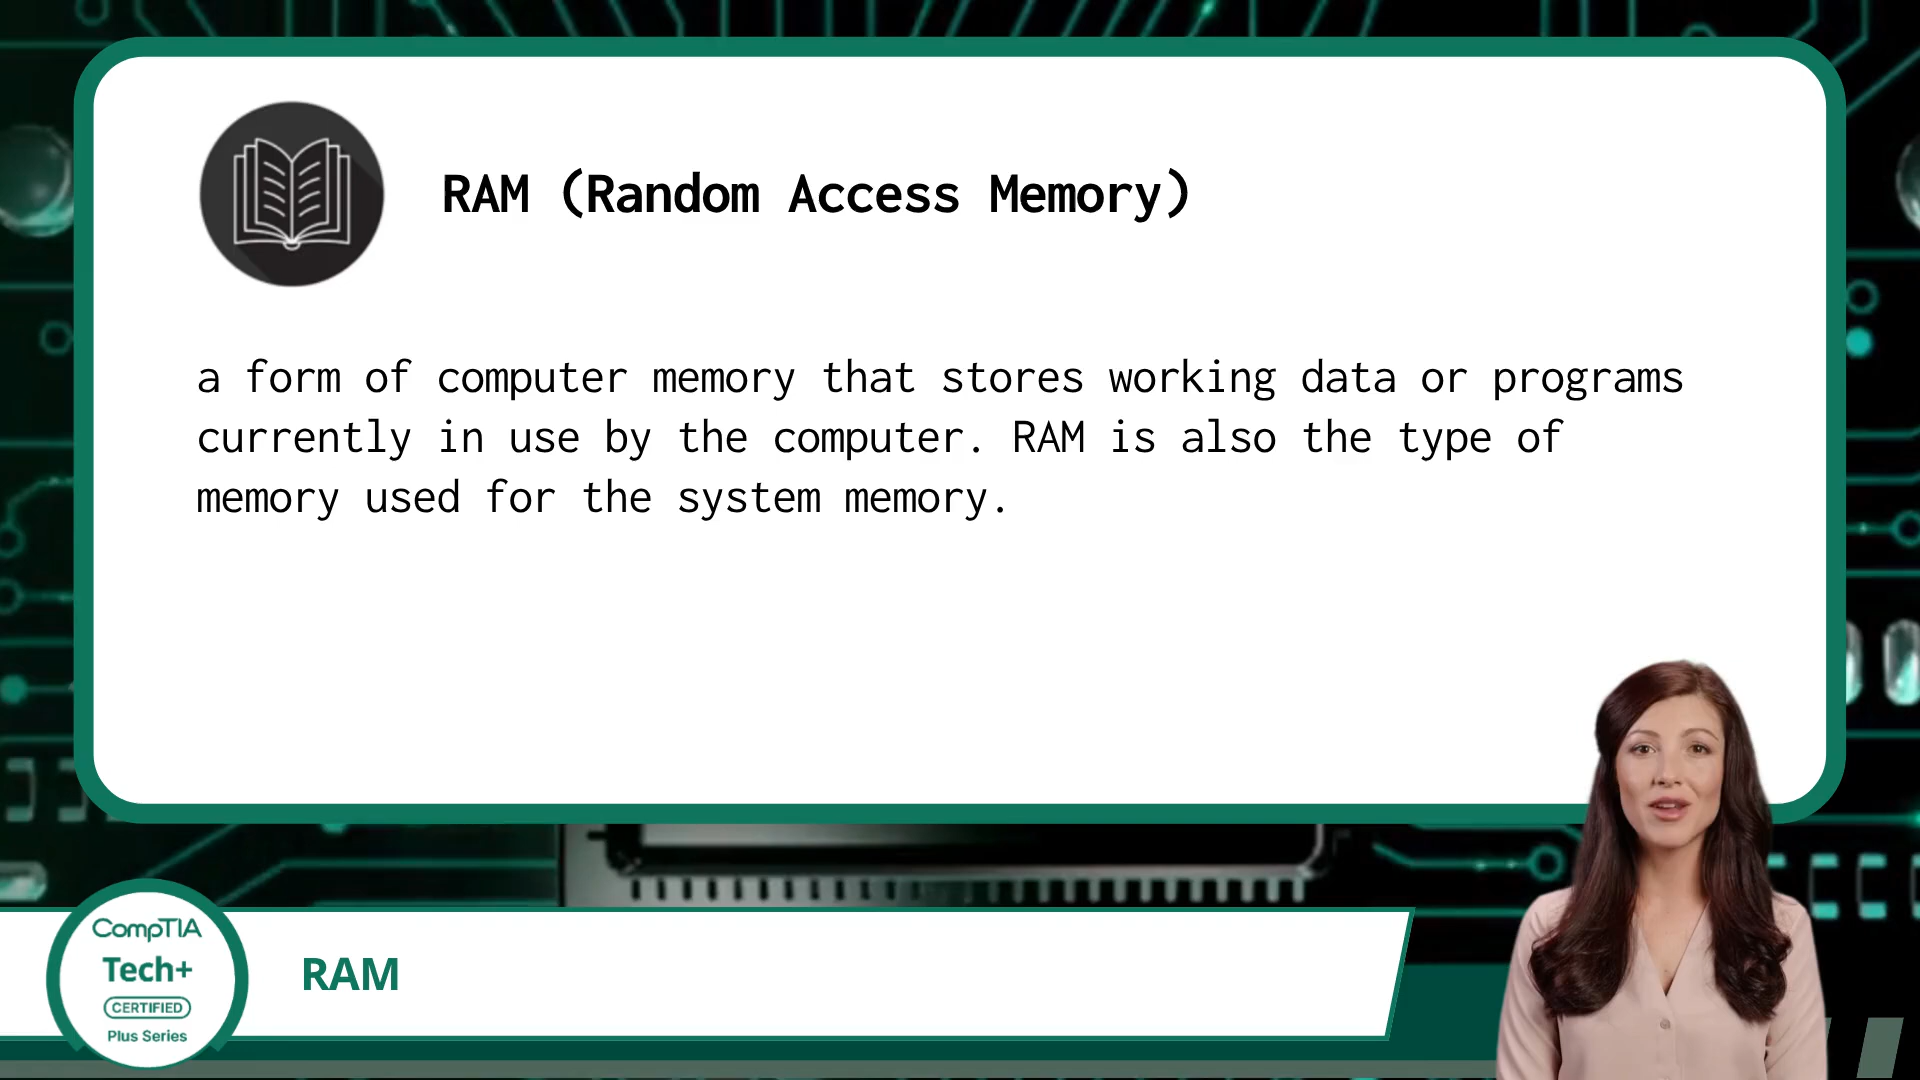 RAM (Random Access Memory)
a form of computer memory that stores working data or programs
currently in use by the computer. RAM is also the type of
memory used for the system memory.
CompTIA
Tech+
CERTIFIED
Plus Series
RAM